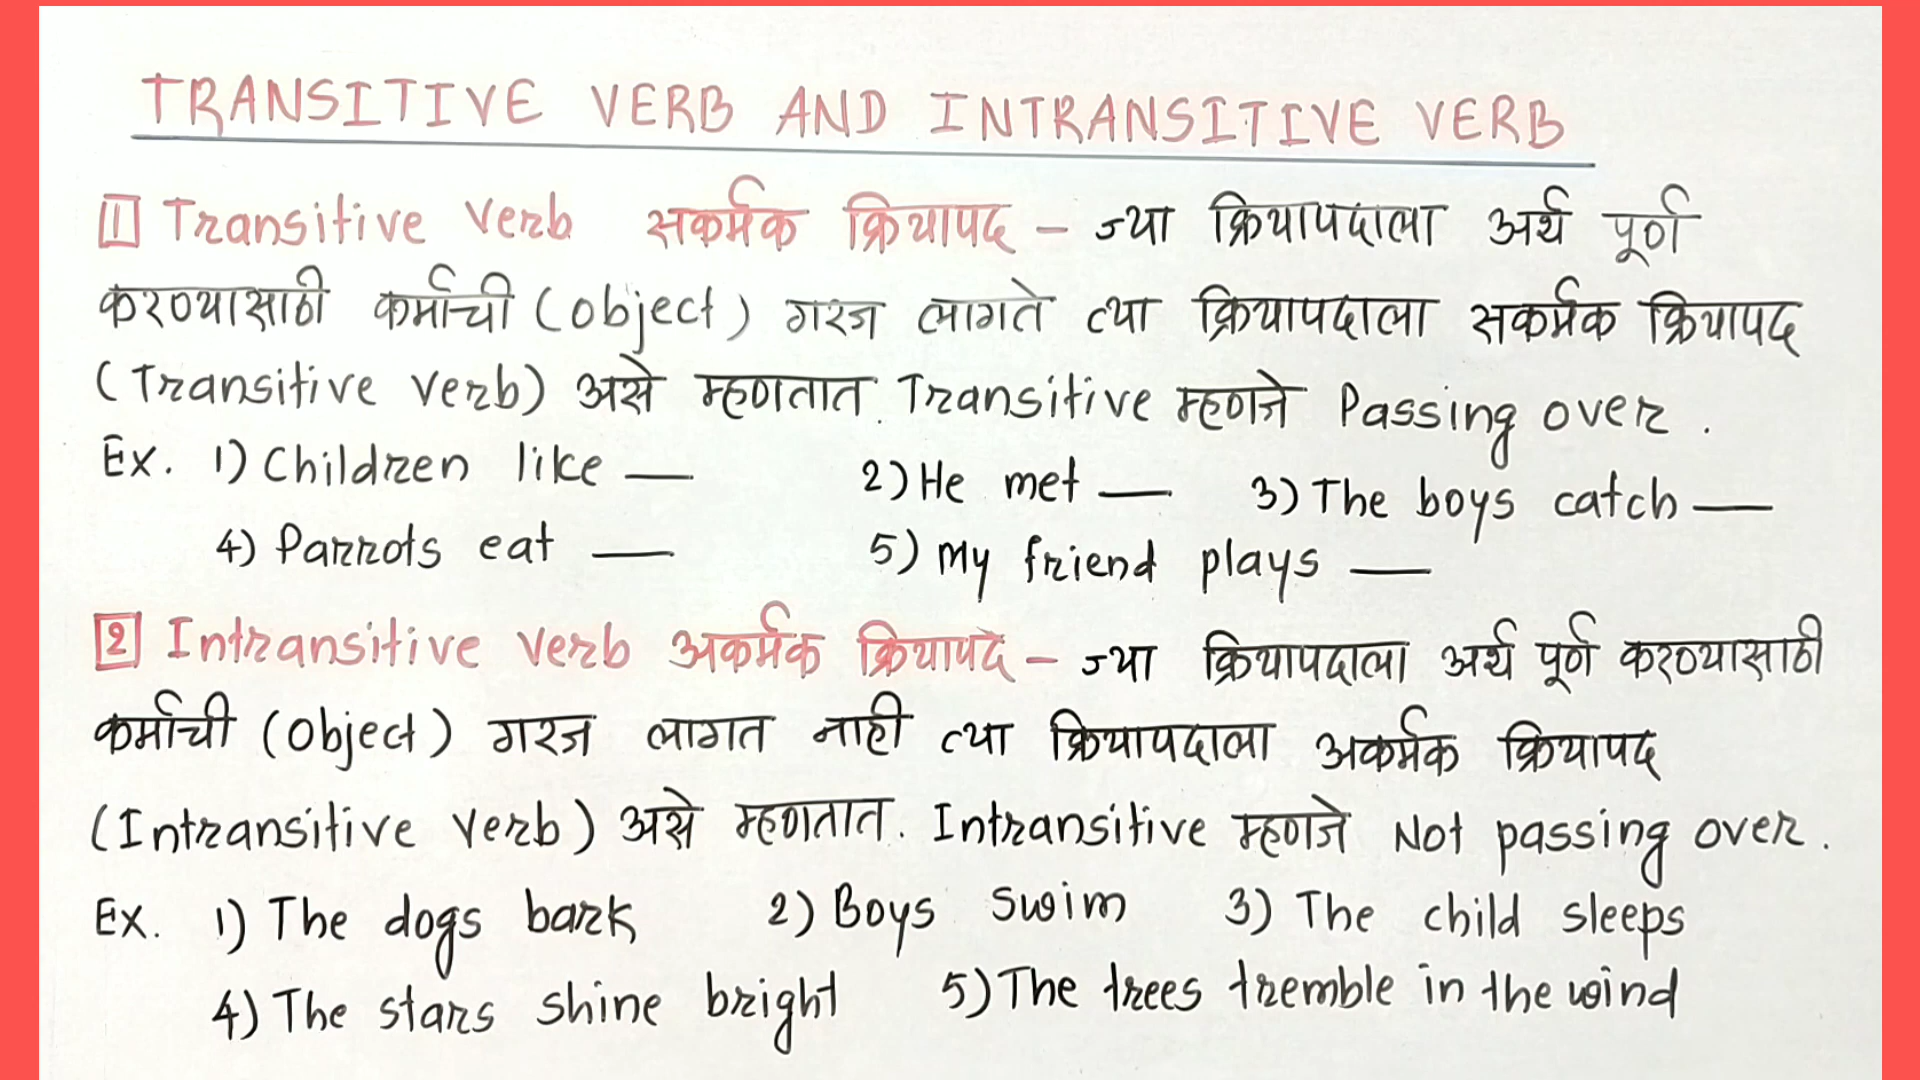 TRANSITIVE VERB AND INTRANSITIVE VERB
1 Transitive Verb सकर्मक क्रियापद - ज्या क्रियापदाला अर्थ पूर्ण
करण्यासाठी कर्माची (object) गरज लागते त्या क्रियापदाला सकर्मक क्रियापद
(Transitive verb) असे म्हणतात. Transitive म्हणजे Passing over.
Ex. 1) Children like — 2) He met — 3) The boys catch —
4) Parrots eat — 5) My friend plays —
2 Intransitive verb अकर्मक क्रियापद - ज्या क्रियापदाला अर्थ पूर्ण करण्यासाठी
कर्माची (object) गरज लागत नाही त्या क्रियापदाला अकर्मक क्रियापद
(Intransitive verb) असे म्हणतात. Intransitive म्हणजे Not passing over.
Ex. 1) The dogs bark 2) Boys swim 3) The child sleeps
4) The stars shine bright 5) The trees tremble in the wind